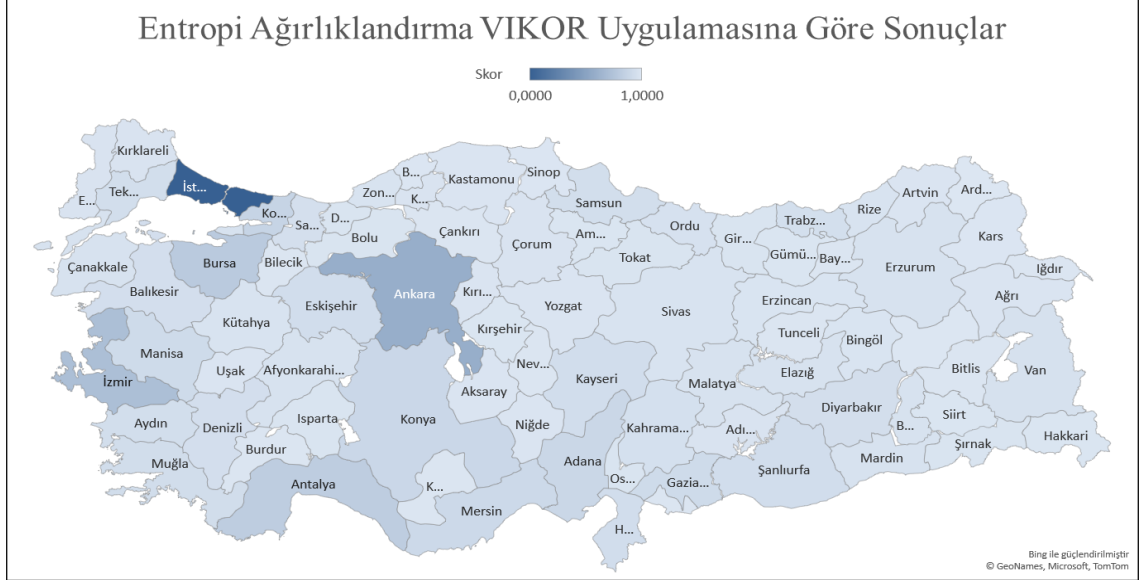 Entropi Ağırlıklandırma VIKOR Uygulamasına Göre Sonuçlar
Skor
0,0000 1,0000
Kırklareli
E...
Tek...
İst...
Ko...
Sa...
D...
Zon...
B...
K...
Kastamonu
Sinop
Samsun
Ordu
Gir...
Trabz...
Rize
Artvin
Ard...
Kars
Iğdır
Ağrı
Erzurum
Bay...
Gümü...
Tokat
Am...
Çorum
Çankırı
Bolu
Bilecik
Bursa
Çanakkale
Balıkesir
Kütahya
Eskişehir
Ankara
Kırı...
Yozgat
Sivas
Erzincan
Tunceli
Bingöl
Elazığ
Malatya
Kayseri
Nev...
Kırşehir
Aksaray
Niğde
Konya
Afyonkarahi...
Uşak
Manisa
İzmir
Aydın
Denizli
Isparta
Burdur
Muğla
Antalya
K...
Mersin
Adana
Kahrama...
Os...
H...
Gazia...
Adı...
Şanlıurfa
Diyarbakır
Mardin
B...
Siirt
Bitlis
Van
Şırnak
Hakkari
Bing ile güçlendirilmiştir
© GeoNames, Microsoft, TomTom